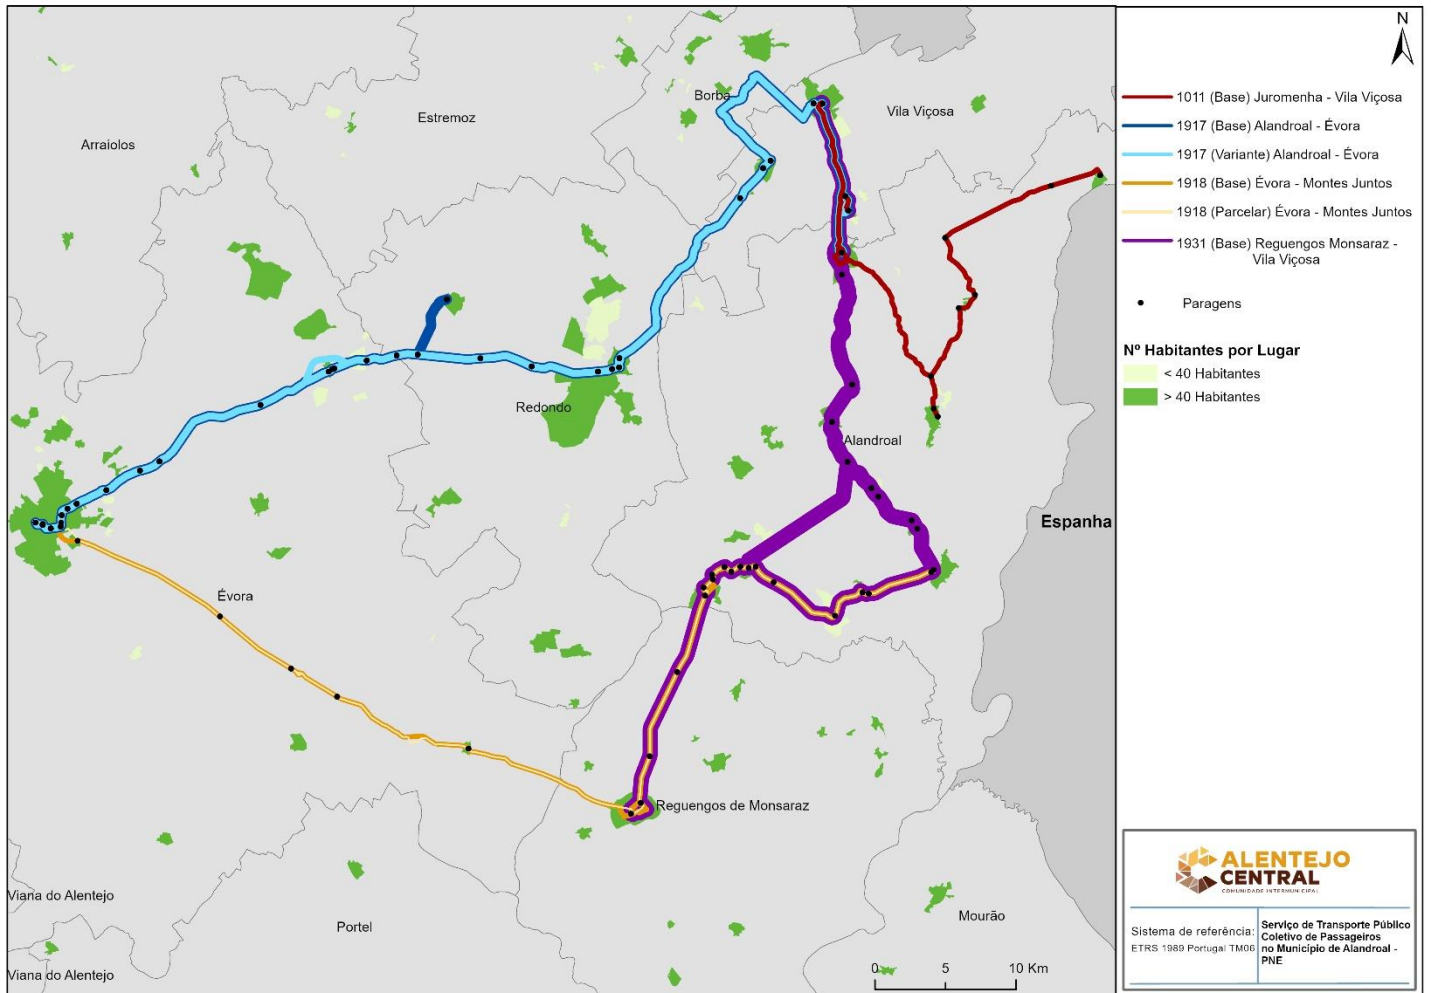 Borba
Vila Viçosa
Estremoz
Arraiolos
Redondo
Alandroal
Espanha
Évora
Reguengos de Monsaraz
Viana do Alentejo
Portel
Mourão
Viana do Alentejo
0 5 10 Km
N
1011 (Base) Juromenha - Vila Viçosa
1917 (Base) Alandroal - Évora
1917 (Variante) Alandroal - Évora
1918 (Base) Évora - Montes Juntos
1918 (Parcelar) Évora - Montes Juntos
1931 (Base) Reguengos Monsaraz -
Vila Viçosa
Paragens
Nº Habitantes por Lugar
< 40 Habitantes
> 40 Habitantes
ALENTEJO
CENTRAL
COMUNIDADE INTERMUNICIPAL
Sistema de referência:
ETRS 1989 Portugal TM06
Serviço de Transporte Público
Coletivo de Passageiros
no Município de Alandroal -
PNE